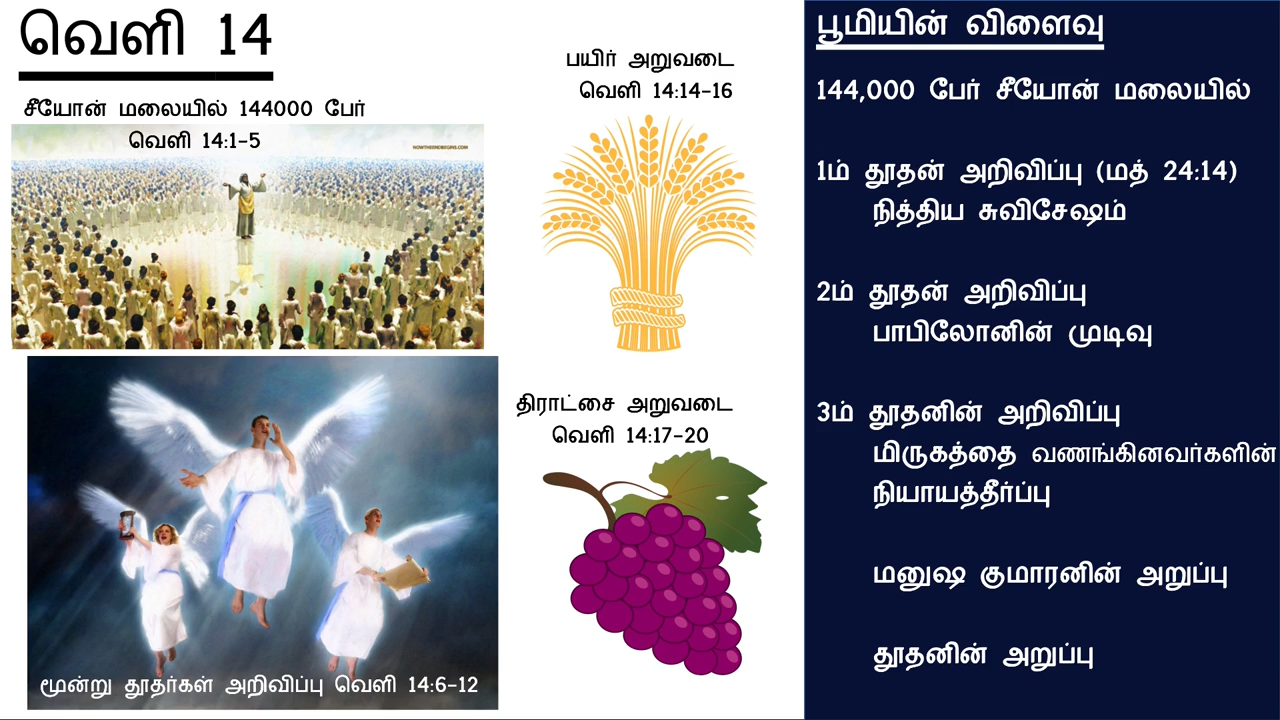 வெளி 14
சீயோன் மலையில் 144000 பேர்
வெளி 14:1-5
NOWTHEENDBEGINS.COM
மூன்று தூதர்கள் அறிவிப்பு வெளி 14:6-12
பயிர் அறுவடை
வெளி 14:14-16
திராட்சை அறுவடை
வெளி 14:17-20
பூமியின் விளைவு
144,000 பேர் சீயோன் மலையில்
1ம் தூதன் அறிவிப்பு (மத் 24:14)
நித்திய சுவிசேஷம்
2ம் தூதன் அறிவிப்பு
பாபிலோனின் முடிவு
3ம் தூதனின் அறிவிப்பு
மிருகத்தை வணங்கினவர்களின்
நியாயத்தீர்ப்பு
மனுஷ குமாரனின் அறுப்பு
தூதனின் அறுப்பு